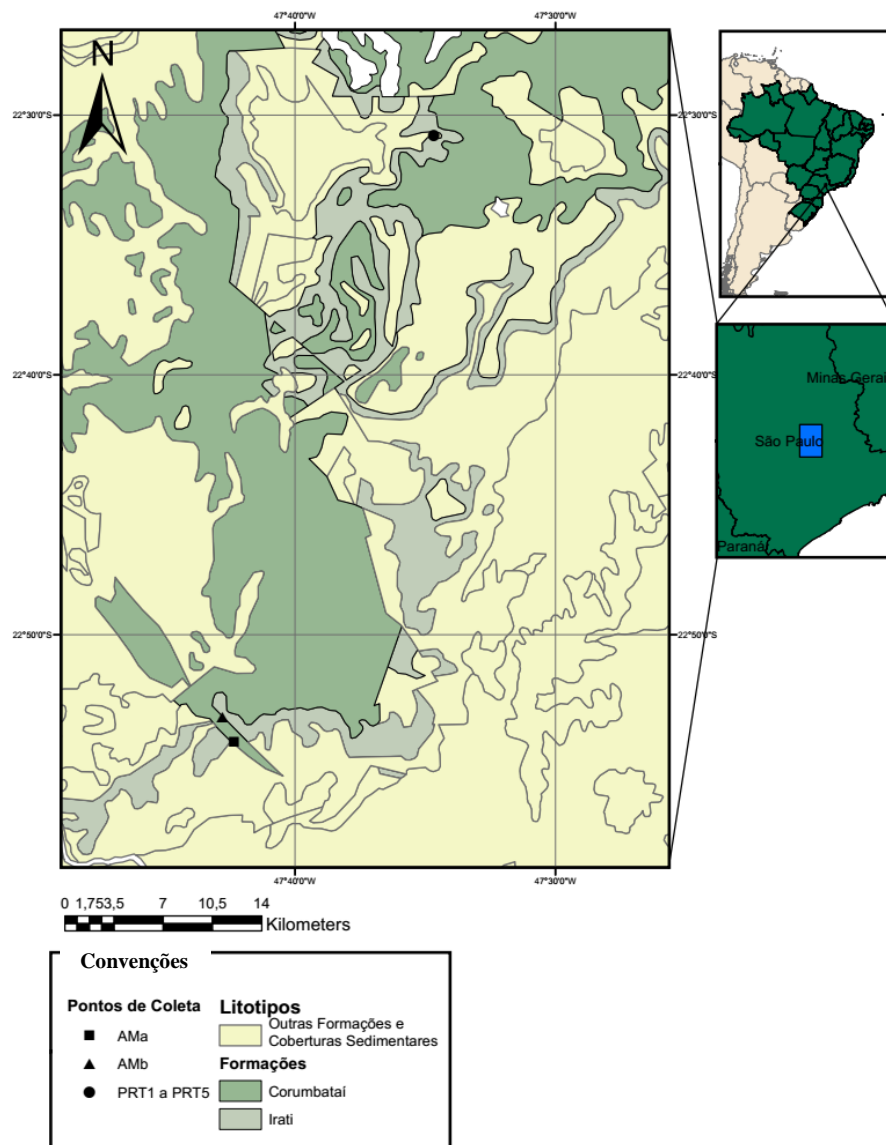 47°40'0"W 47°30'0"W
N
22°30'0"S 22°30'0"S
22°40'0"S 22°40'0"S
Minas Gerais
São Paulo
Paraná
22°50'0"S 22°50'0"S
47°40'0"W 47°30'0"W
0 1,753,5 7 10,5 14
Kilometers
Convenções
Pontos de Coleta
AMa
AMb
PRT1 a PRT5
Litotipos
Outras Formações e
Coberturas Sedimentares
Formações
Corumbataí
Irati